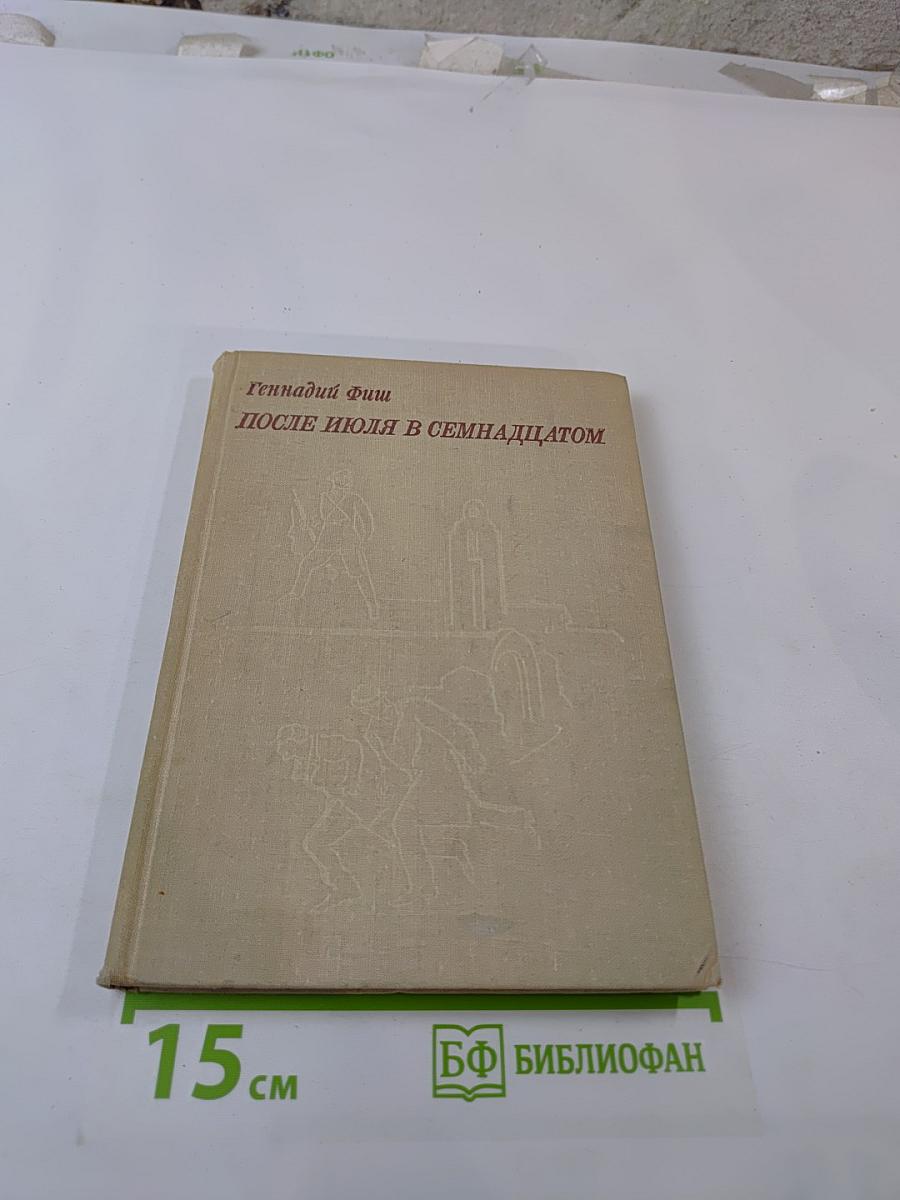 Геннадий Фиш
ПОСЛЕ ИЮЛЯ В СЕМНАДЦАТОМ
15 см
БФ БИБЛИОФАН